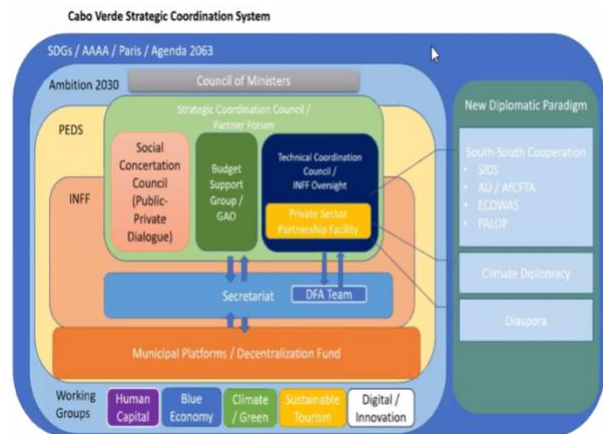 Cabo Verde Strategic Coordination System
SDGs / AAAA / Paris / Agenda 2063
Ambition 2030
Council of Ministers
PEDS
Strategic Coordination Council /
Partner Forum
Social
Concertation
Council
(Public-
Private
Dialogue)
Budget
Support
Group /
GAO
Technical Coordination
Council /
INFF Oversight
Private Sector
Partnership Facility
INFF
Secretariat
DFA Team
Municipal Platforms / Decentralization Fund
Working
Groups
Human
Capital
Blue
Economy
Climate
/ Green
Sustainable
Tourism
Digital /
Innovation
New Diplomatic Paradigm
South-South Cooperation
• SIDS
• AU / AfCFTA
• ECOWAS
• PALOP
Climate Diplomacy
Diaspora